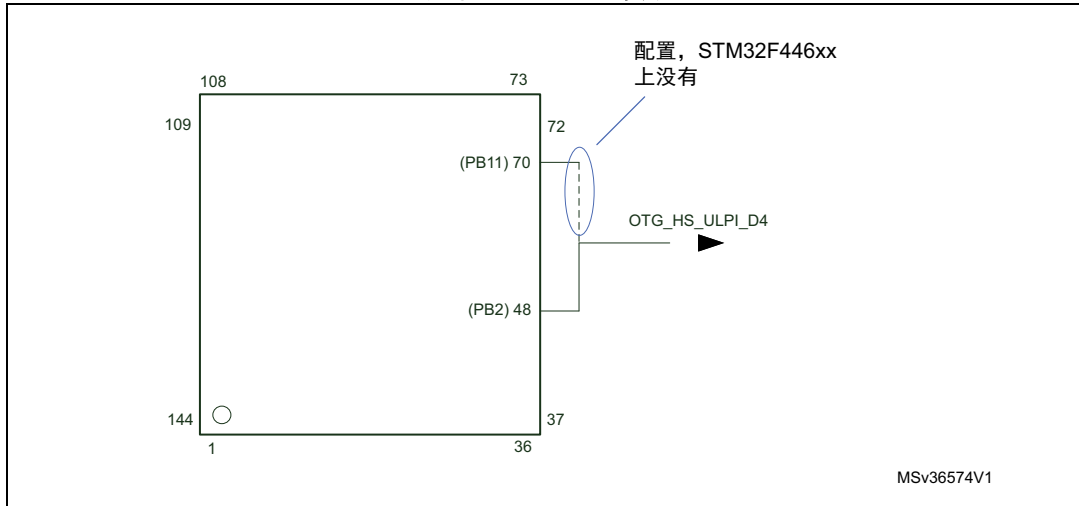 配置，STM32F446xx
上没有
108
73
109
72
(PB11) 70
OTG_HS_ULPI_D4
(PB2) 48
144
37
1
36
MSv36574V1